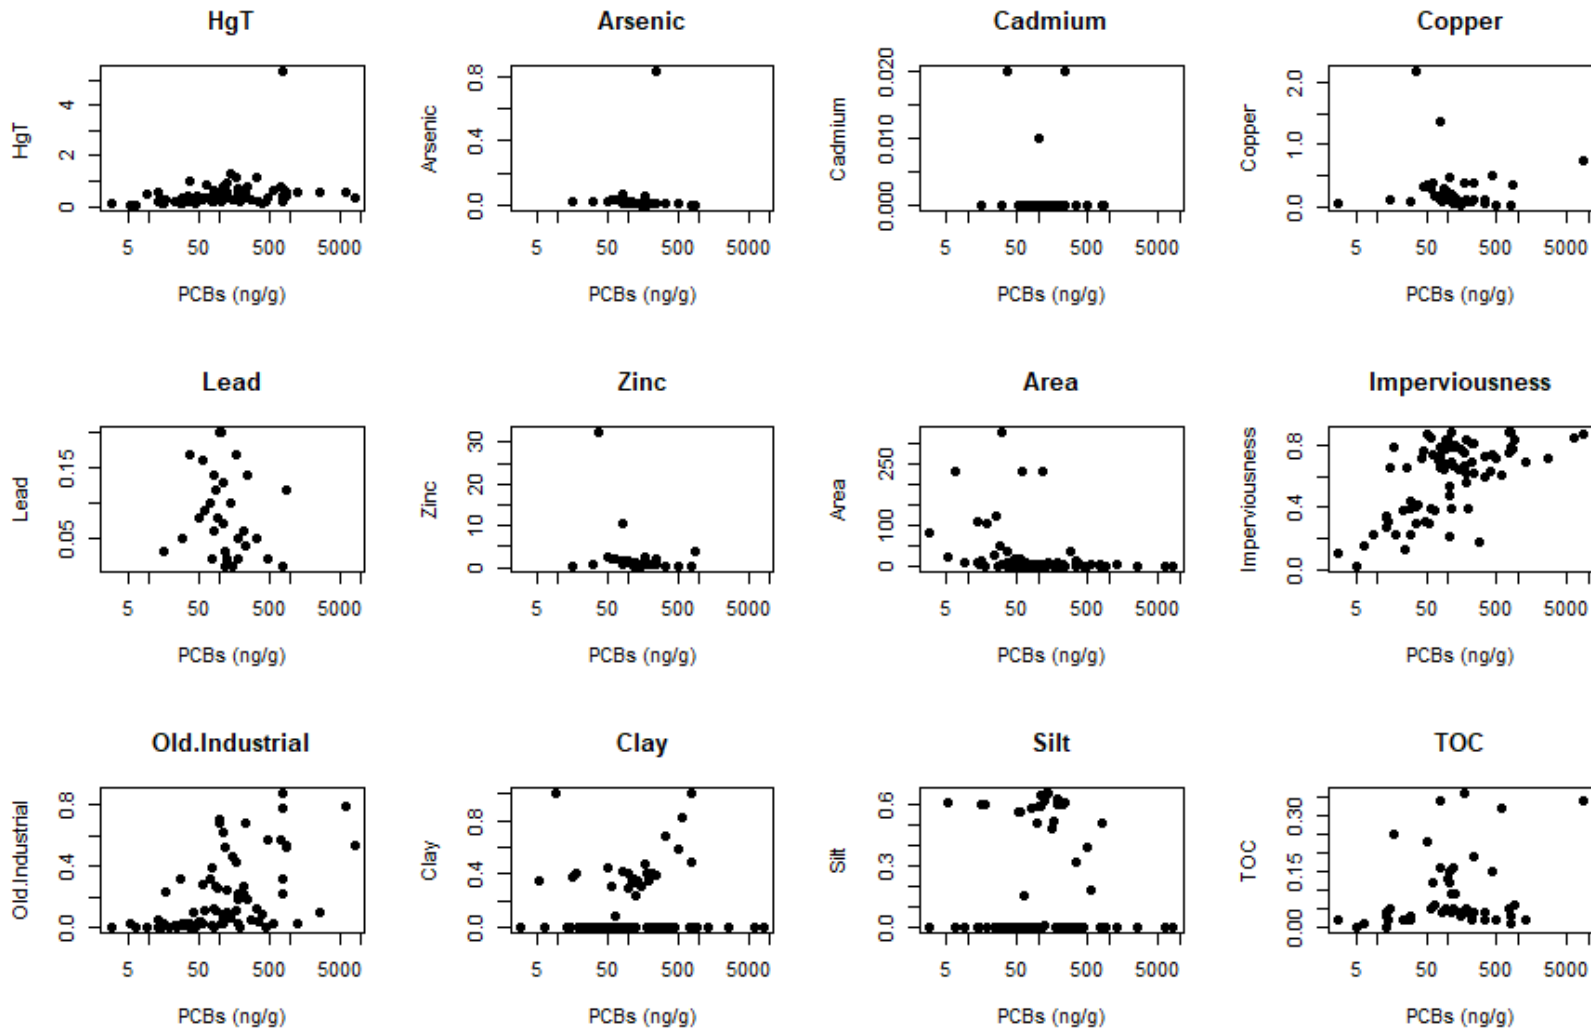 HgT Arsenic Cadmium Copper
HgT 0 2 4 Arsenic 0.0 0.4 0.8 Cadmium 0.000 0.010 0.020 Copper 0.0 1.0 2.0
5 50 500 5000 5 50 500 5000 5 50 500 5000 5 50 500 5000
PCBs (ng/g) PCBs (ng/g) PCBs (ng/g) PCBs (ng/g)
Lead Zinc Area Imperviousness
Lead 0.05 0.15 Zinc 0 10 20 30 Area 0 100 250 Imperviousness 0.0 0.4 0.8
5 50 500 5000 5 50 500 5000 5 50 500 5000 5 50 500 5000
PCBs (ng/g) PCBs (ng/g) PCBs (ng/g) PCBs (ng/g)
Old.Industrial Clay Silt TOC
Old.Industrial 0.0 0.4 0.8 Clay 0.0 0.4 0.8 Silt 0.0 0.3 0.6 TOC 0.00 0.15 0.30
5 50 500 5000 5 50 500 5000 5 50 500 5000 5 50 500 5000
PCBs (ng/g) PCBs (ng/g) PCBs (ng/g) PCBs (ng/g)